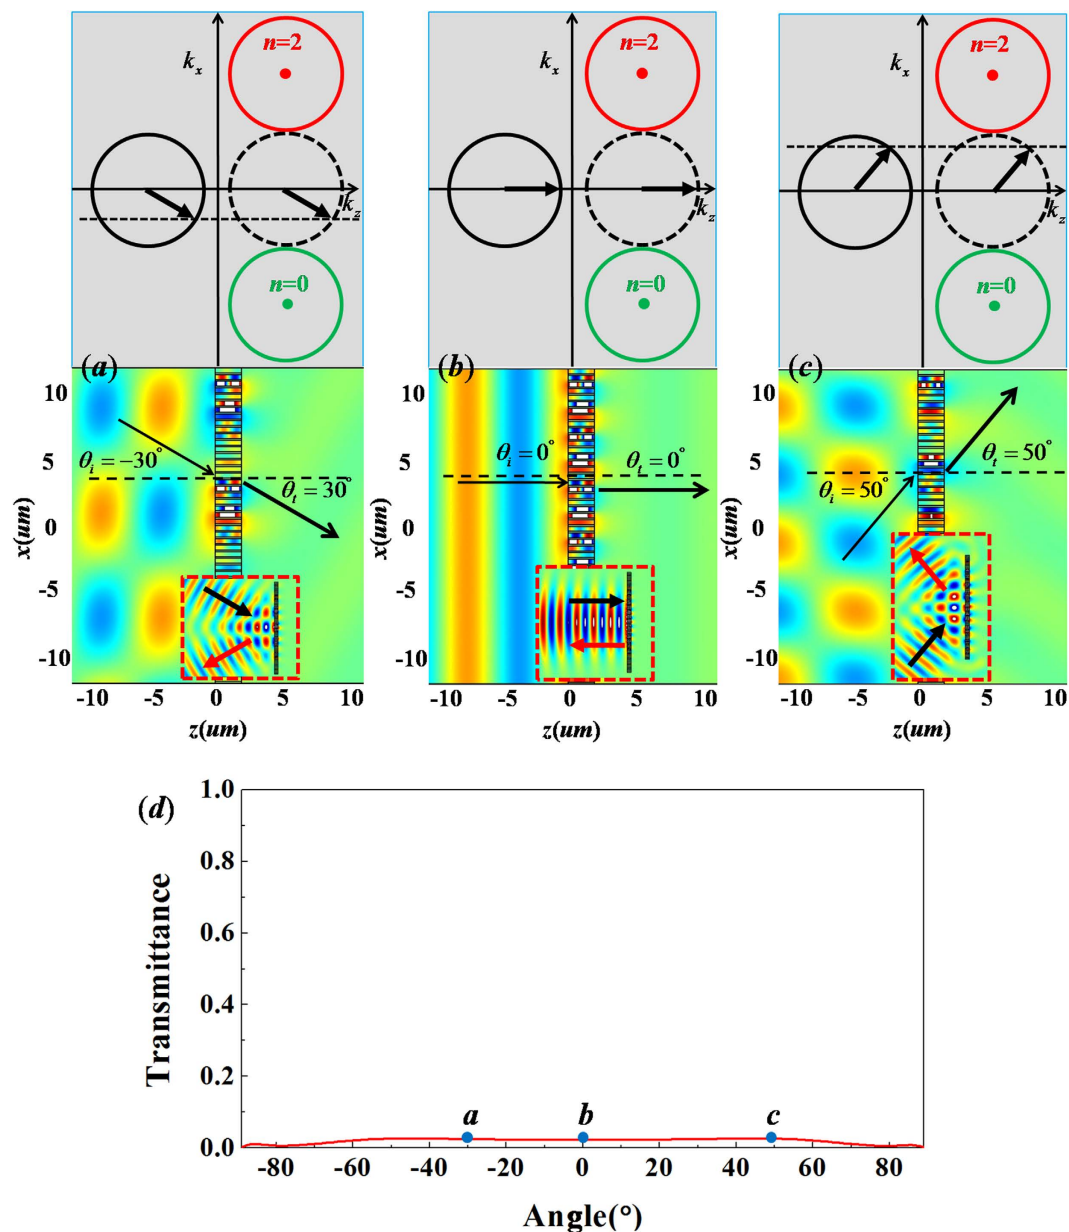 n=2 n=2 n=2
k_x k_x k_x
k_z k_z k_z
n=0 n=0 n=0
(a) (b) (c)
10 10 10
θ_i = −30° θ_i = 0° θ_t = 0° θ_t = 50°
5 5 5
θ_t = 30° θ_i = 50°
x(um) x(um) x(um)
0 0 0
-5 -5 -5
-10 -10 -10
-10 -5 0 5 10 -10 -5 0 5 10 -10 -5 0 5 10
z(um) z(um) z(um)
(d)
1.0
0.8
0.6
Transmittance
0.4
0.2
a b c
0.0
-80 -60 -40 -20 0 20 40 60 80
Angle(°)